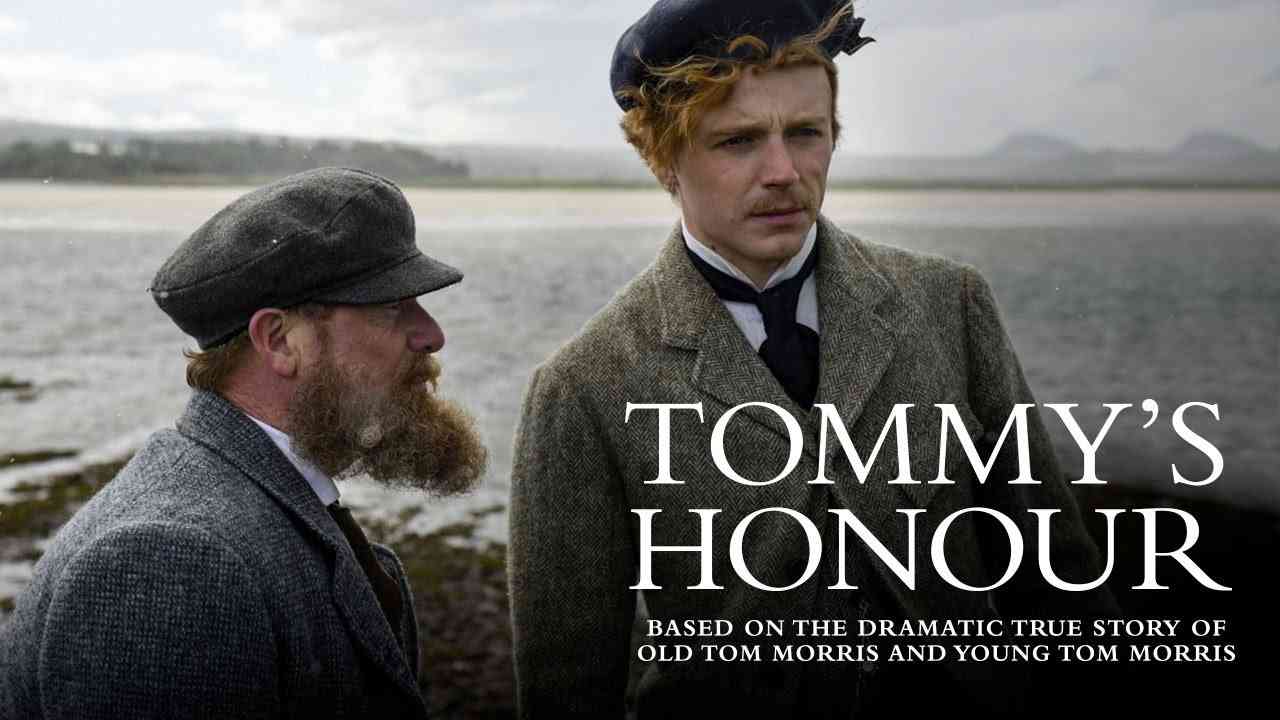 TOMMY’S
HONOUR
BASED ON THE DRAMATIC TRUE STORY OF
OLD TOM MORRIS AND YOUNG TOM MORRIS